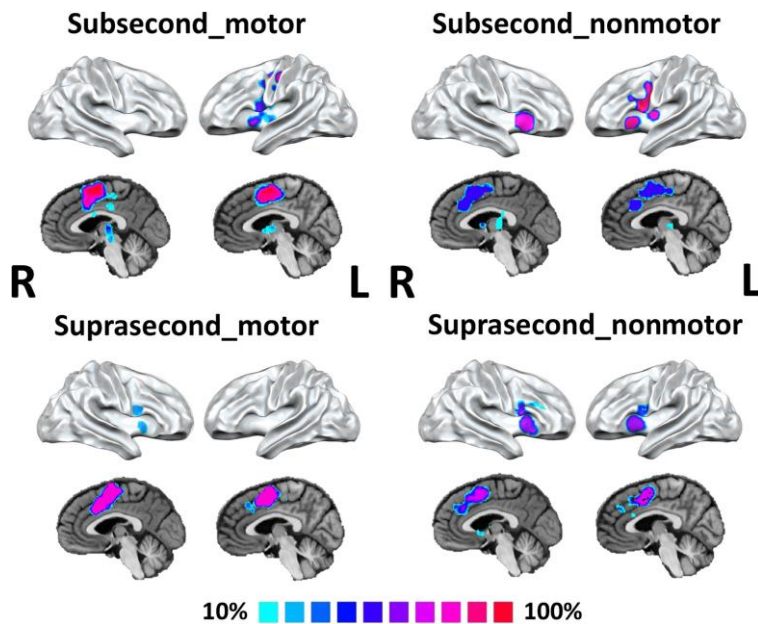 Subsecond_motor
Subsecond_nonmotor
R
L
R
L
Suprasecond_motor
Suprasecond_nonmotor
10%
100%